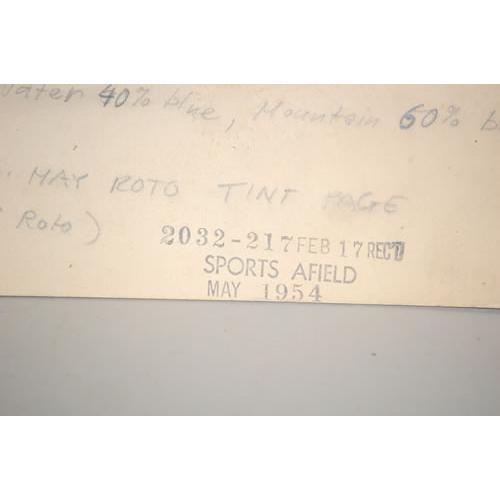 Water 40% blue, Mountain 60% b
. MAY ROTO TINT PAGE
Roto)
2032-217 FEB 17 REC'D
SPORTS AFIELD
MAY 1954